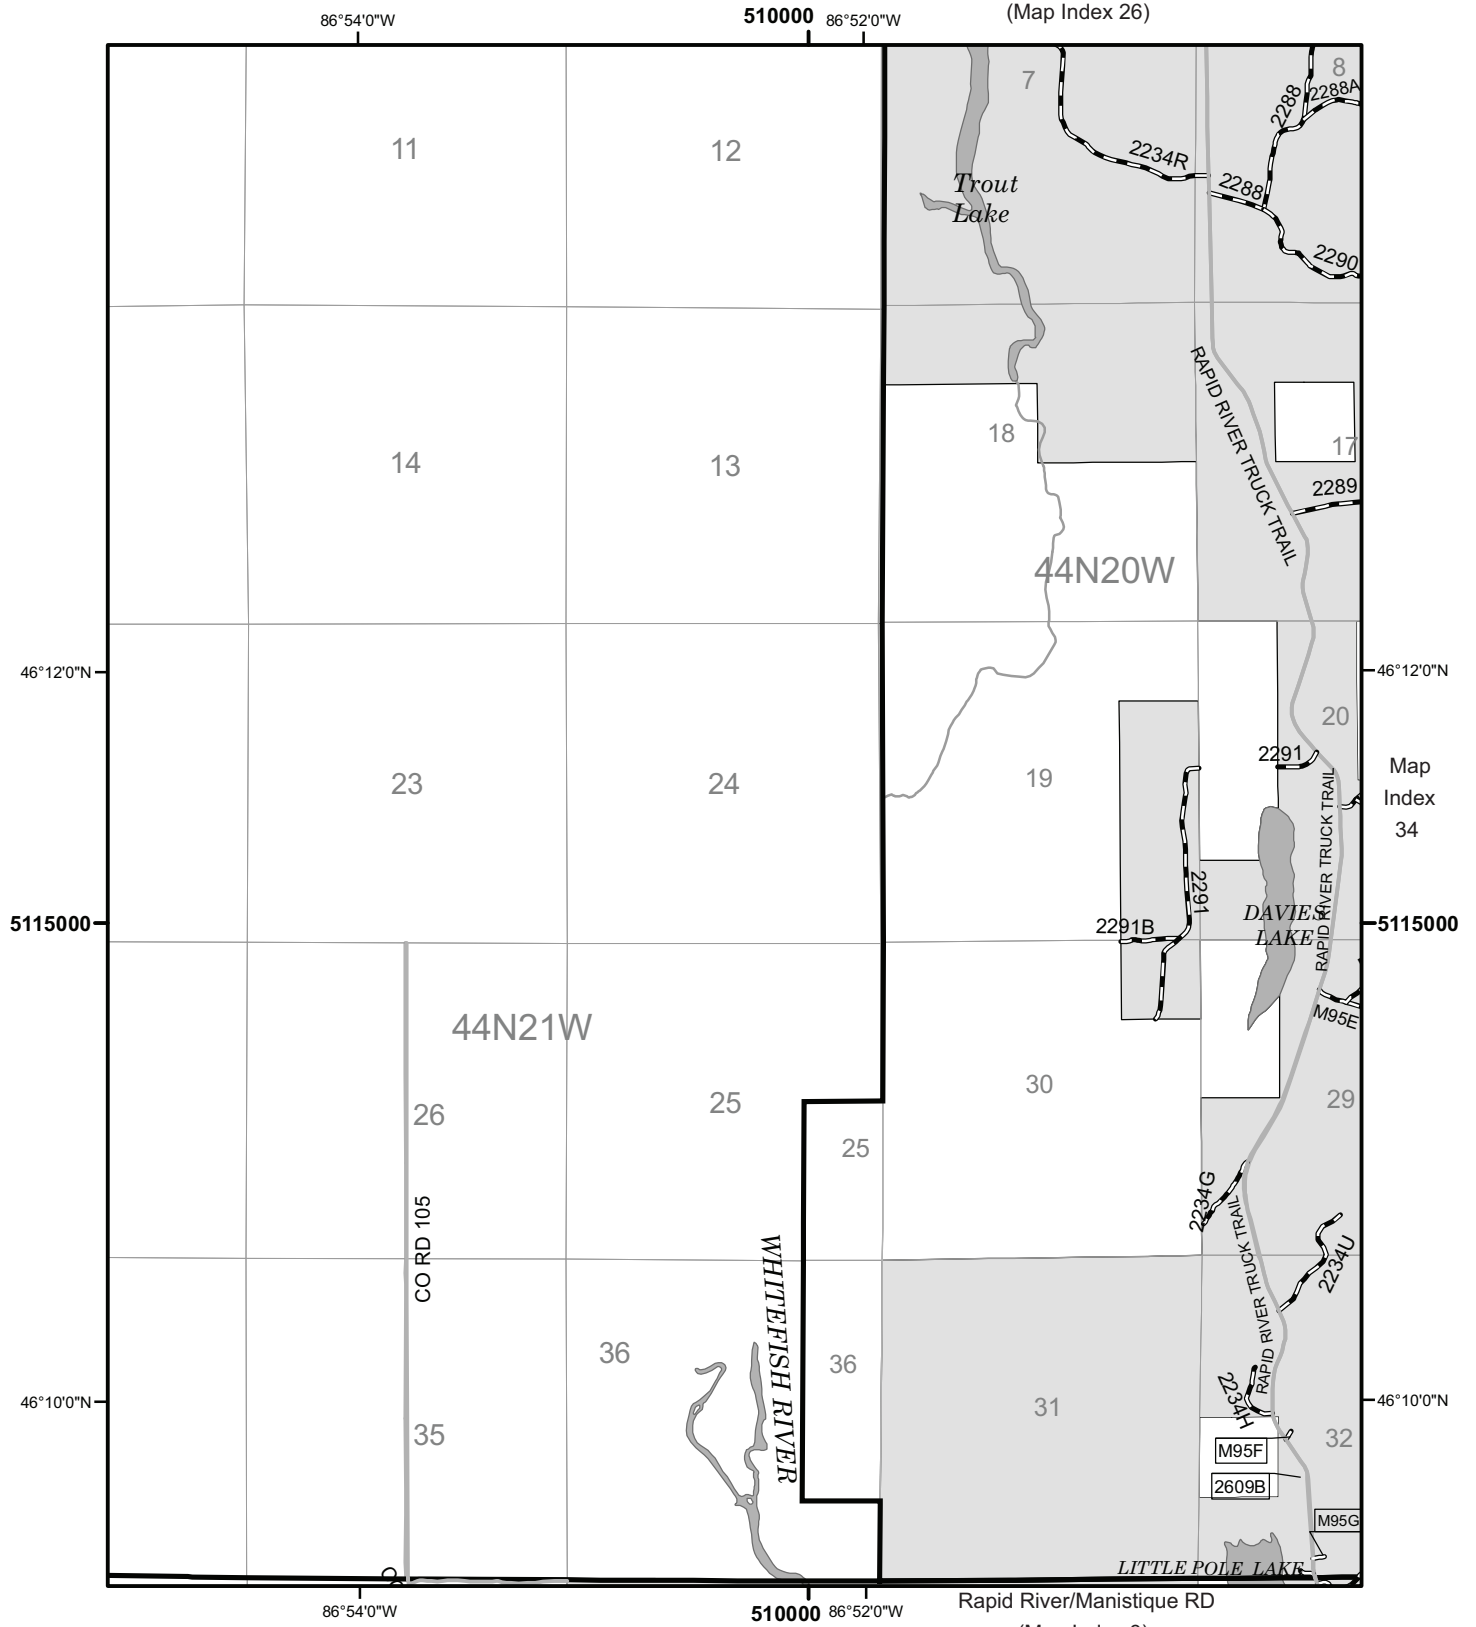 (Map Index 26)
86°54'0"W
510000
86°52'0"W
7
8
2288
2288A
11
12
2234R
2288
Trout
Lake
2290
RAPID RIVER TRUCK TRAIL
18
17
14
13
2289
44N20W
46°12'0"N
46°12'0"N
20
2291
Map
Index
34
23
24
19
RAPID RIVER TRUCK TRAIL
2291
5115000
2291B
DAVIES
LAKE
5115000
44N21W
M95E
26
25
30
29
25
2234G
CO RD 105
RAPID RIVER TRUCK TRAIL
2234U
WHITEFISH RIVER
36
36
2234H
46°10'0"N
46°10'0"N
31
35
32
M95F
2609B
M95G
LITTLE POLE LAKE
86°54'0"W
510000
86°52'0"W
Rapid River/Manistique RD